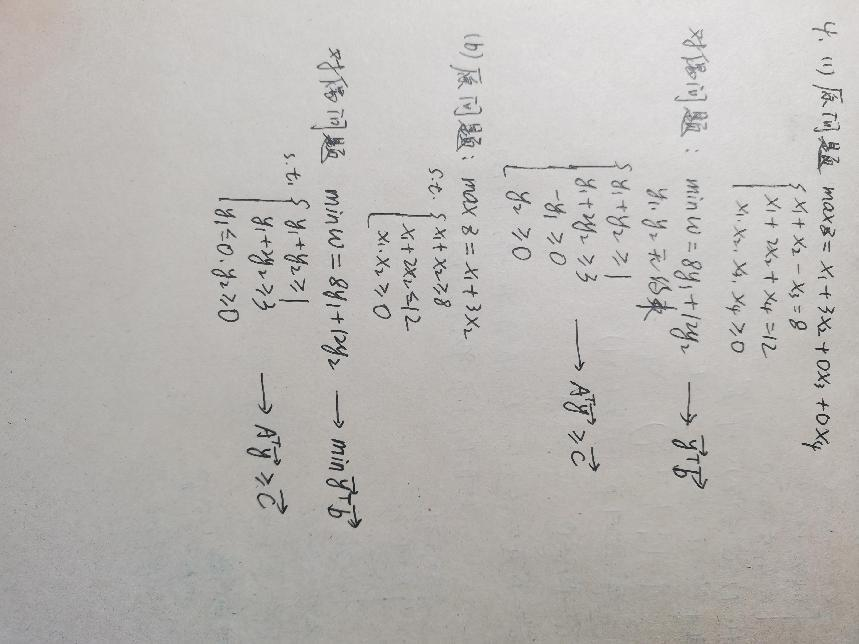 4. (1) 原问题 max z = x₁ + 3x₂ + 0x₃ + 0x₄
{ x₁ + x₂ - x₃ = 8
x₁ + 2x₂ + x₄ = 12
x₁. x₂. x₃. x₄ ≥ 0
对偶问题: min w = 8y₁ + 12y₂ → y⃗ᵀb⃗
y₁, y₂ 无约束
{ y₁ + y₂ ≥ 1
y₁ + 2y₂ ≥ 3 → Aᵀy⃗ ≥ C⃗
-y₁ ≥ 0
y₂ ≥ 0
(b) 原问题: max z = x₁ + 3x₂
s.t. { x₁ + x₂ ≥ 8
x₁ + 2x₂ ≤ 12
x₁. x₂ ≥ 0
对偶问题 min w = 8y₁ + 12y₂ → min y⃗ᵀb⃗
s.t. { y₁ + y₂ ≥ 1
y₁ + 2y₂ ≥ 3 → Aᵀy⃗ ≥ C⃗
y₁ ≤ 0. y₂ ≥ 0